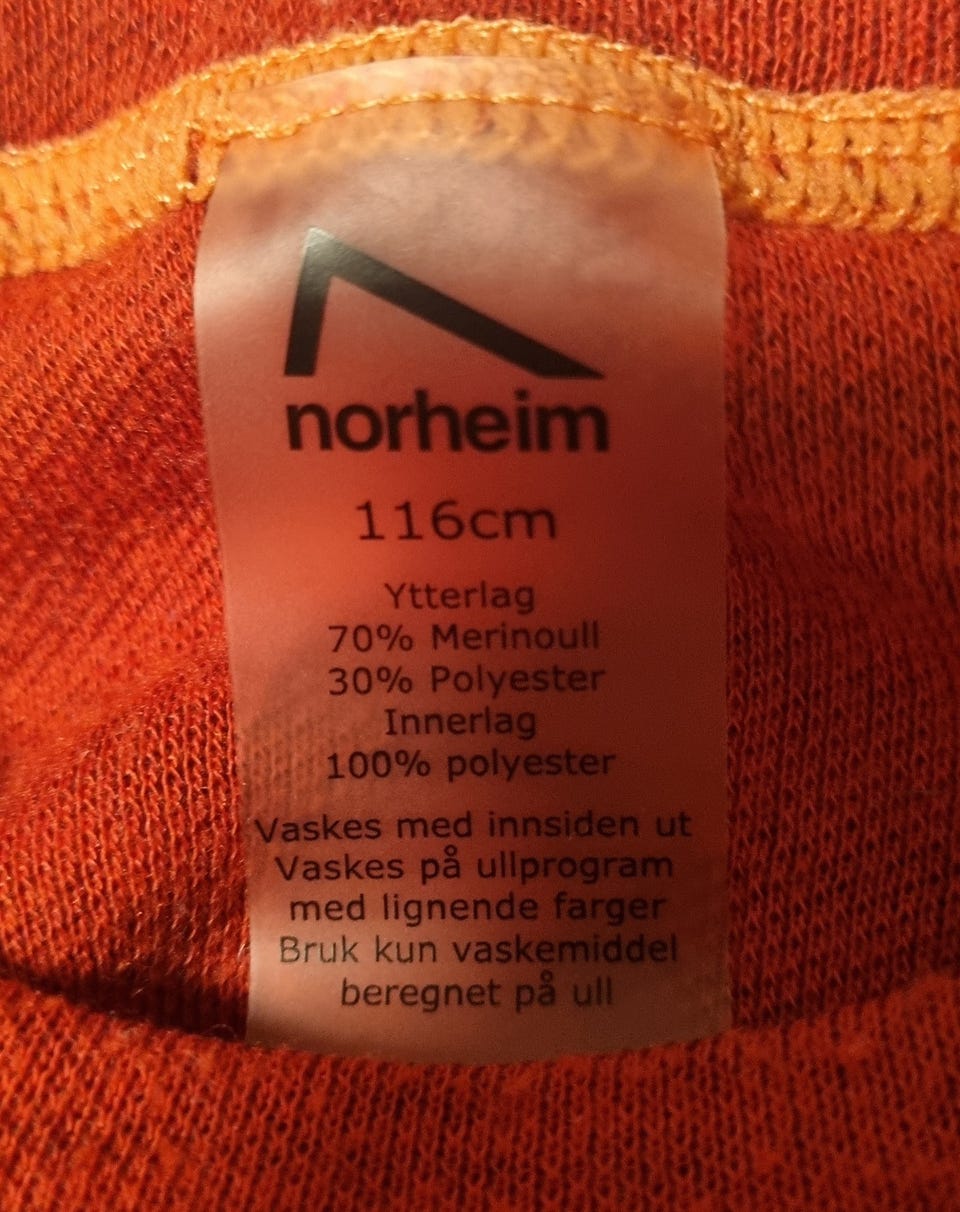 norheim
116cm
Ytterlag
70% Merinoull
30% Polyester
Innerlag
100% polyester
Vaskes med innsiden ut
Vaskes på ullprogram
med lignende farger
Bruk kun vaskemiddel
beregnet på ull